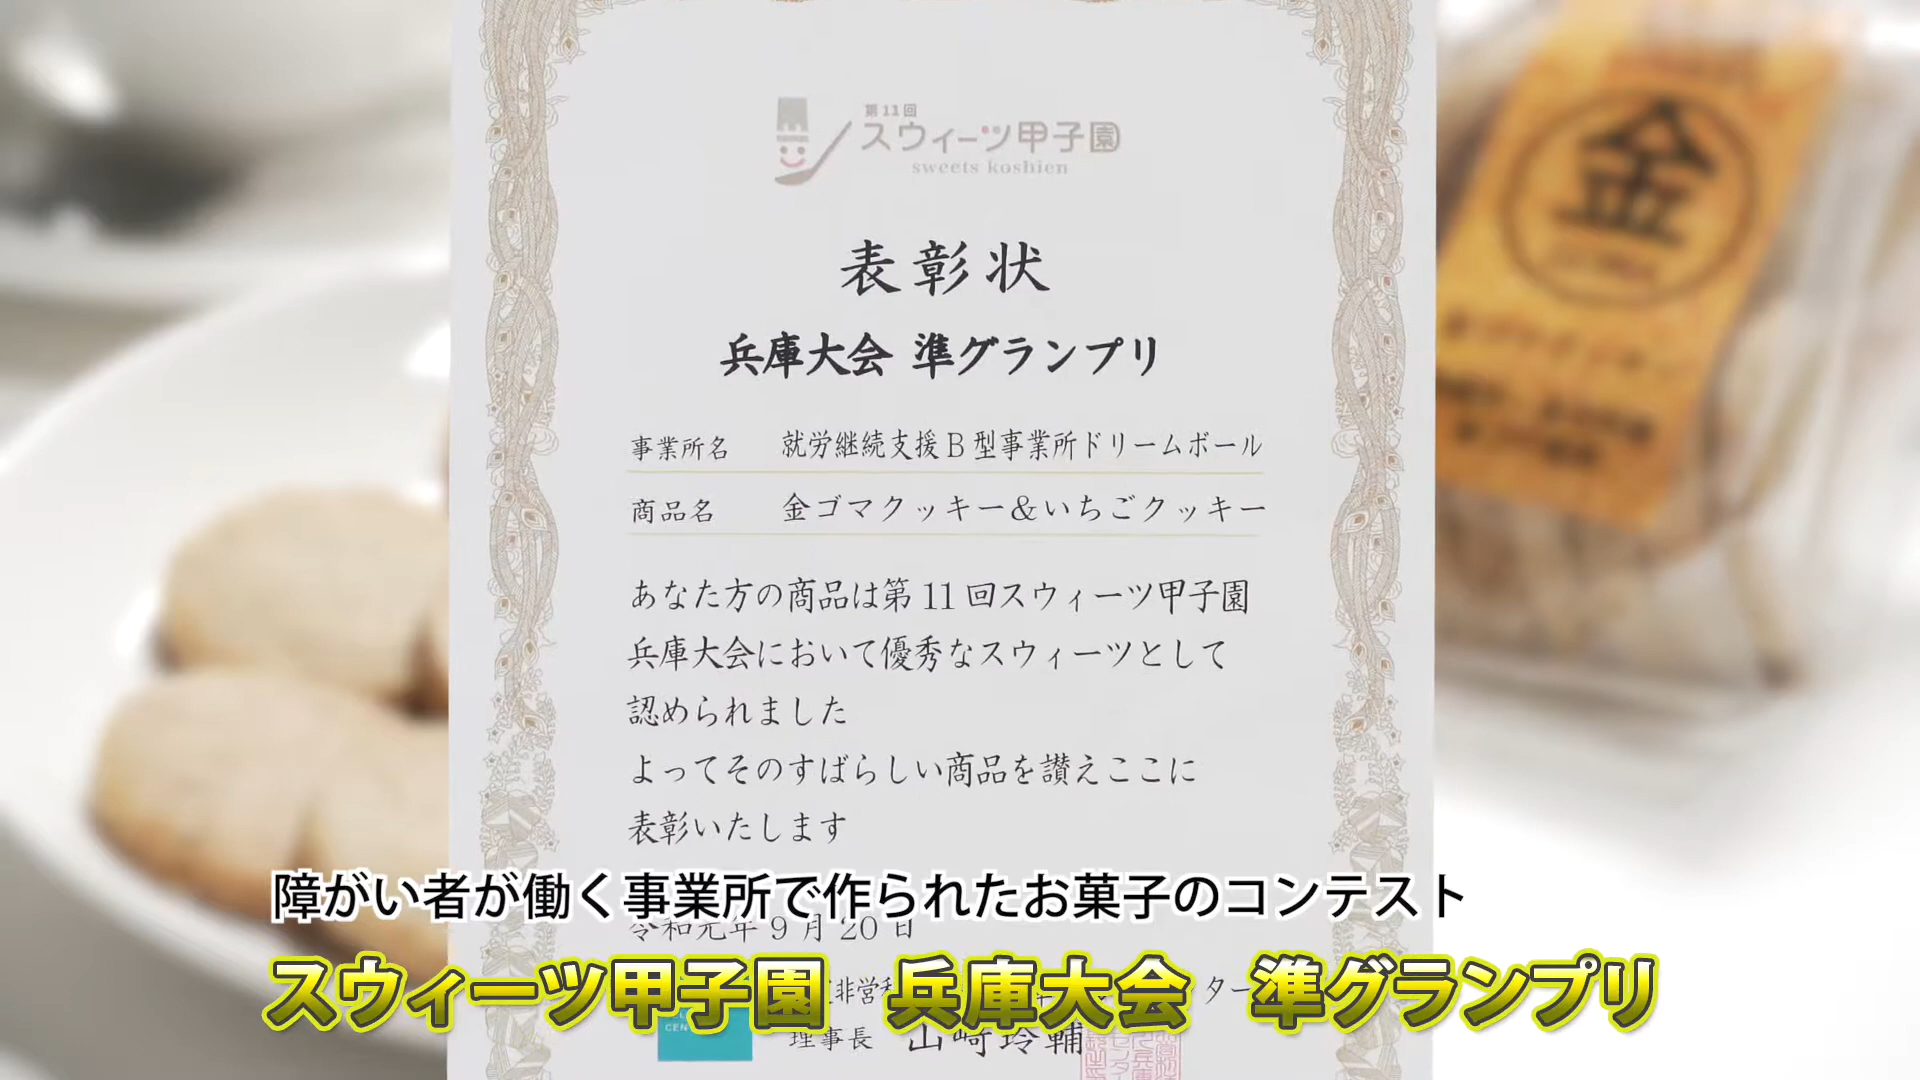 第11回
スウィーツ甲子園
sweets koshien
表彰状
兵庫大会 準グランプリ
事業所名 就労継続支援B型事業所ドリームボール
商品名 金ゴマクッキー&いちごクッキー
あなた方の商品は第11回スウィーツ甲子園
兵庫大会において優秀なスウィーツとして
認められました
よってそのすばらしい商品を讃えここに
表彰いたします
令和元年9月20日
理事長 山﨑玲輔
金
障がい者が働く事業所で作られたお菓子のコンテスト
スウィーツ甲子園 兵庫大会 準グランプリ